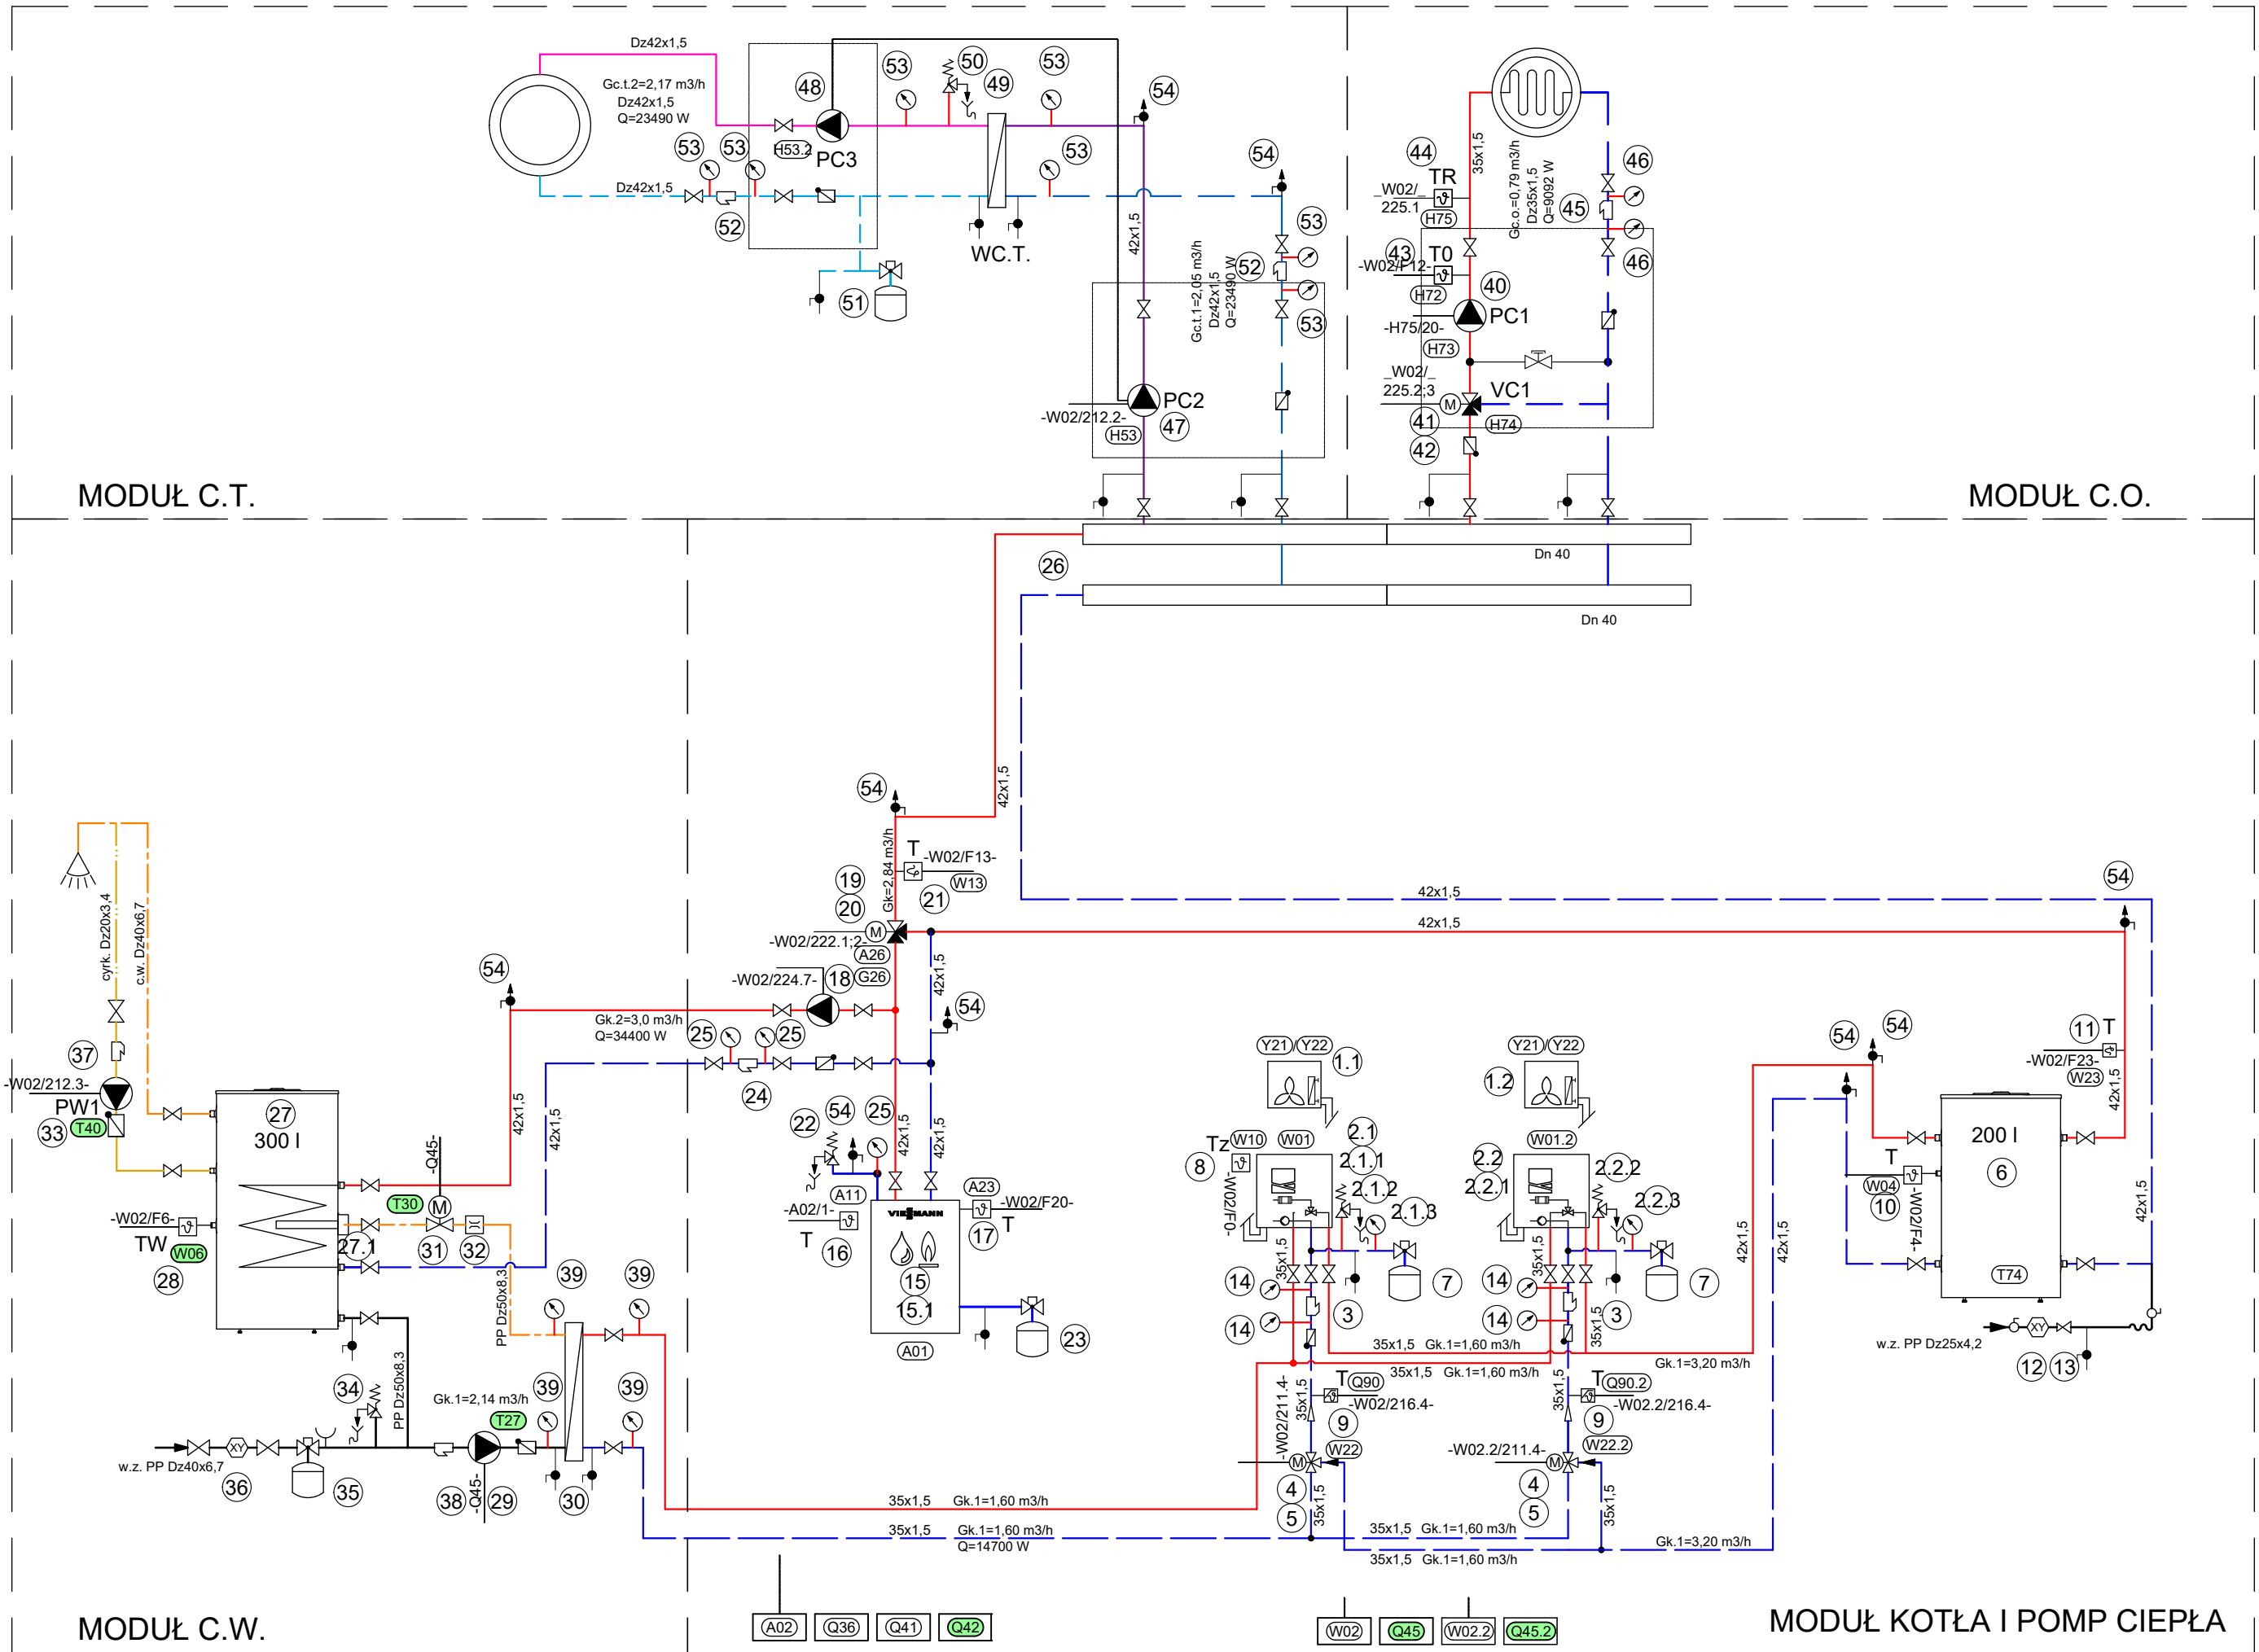 Dz42x1,5
Gc.t.2=2,17 m3/h
Dz42x1,5
Q=23490 W
48
53
50
49
53
54
H53.2
PC3
53
53
53
54
Dz42x1,5
52
WC.T.
51
42x1,5
53
52
53
Gc.t.1=2,05 m3/h
Dz42x1,5
Q=23490 W
PC2
-W02/212.2-
H53
47
MODUŁ C.T.
35x1,5
44
TR
_W02/_
225.1
H75
Gc.o.=0,79 m3/h
Dz35x1,5
Q=9092 W
46
45
43
T0
-W02/F12-
H72
46
40
PC1
-H75/20-
H73
_W02/_
225.2;3
VC1
M
41
H74
42
MODUŁ C.O.
26
Dn 40
Dn 40
42x1,5
54
Gk=2,84 m3/h
T
-W02/F13-
W13
19
20
21
M
-W02/222.1;2-
A26
G26
-W02/224.7-
18
42x1,5
54
42x1,5
42x1,5
54
54
Gk.2=3,0 m3/h
Q=34400 W
25
25
24
cyrk. Dz20x3,4
c.w. Dz40x6,7
37
-W02/212.3-
PW1
33
T40
27
300 l
42x1,5
42x1,5
-Q45-
T30
M
-W02/F6-
TW
W06
28
27.1
31
32
PP Dz50x8,3
39
39
34
PP Dz50x8,3
Gk.1=2,14 m3/h
T27
39
39
XY
w.z. PP Dz40x6,7
36
35
38
-Q45-
29
30
MODUŁ C.W.
22
54
25
42x1,5
42x1,5
A11
-A02/1-
T
16
VIESMANN
A23
-W02/F20-
T
17
15
15.1
A01
23
Y21/Y22
1.1
Tz
W10
W01
8
-W02/F0-
2.1
2.1.1
2.1.2
2.1.3
35x1,5
14
14
7
3
Y21/Y22
1.2
W01.2
2.2
2.2.1
2.2.2
2.2.3
35x1,5
14
14
7
3
35x1,5
35x1,5 Gk.1=1,60 m3/h
35x1,5 Gk.1=1,60 m3/h
Gk.1=3,20 m3/h
-W02/211.4-
35x1,5
T
Q90
-W02/216.4-
9
W22
M
4
5
35x1,5
35x1,5
T
Q90.2
-W02.2/216.4-
9
W22.2
-W02.2/211.4-
M
4
5
35x1,5
35x1,5 Gk.1=1,60 m3/h
35x1,5 Gk.1=1,60 m3/h
Q=14700 W
35x1,5 Gk.1=1,60 m3/h
35x1,5 Gk.1=1,60 m3/h
Gk.1=3,20 m3/h
42x1,5
42x1,5
54
54
11
T
-W02/F23-
W23
42x1,5
200 l
6
T
W04
10
-W02/F4-
T74
42x1,5
XY
w.z. PP Dz25x4,2
12
13
A02
Q36
Q41
Q42
W02
Q45
W02.2
Q45.2
MODUŁ KOTŁA I POMP CIEPŁA